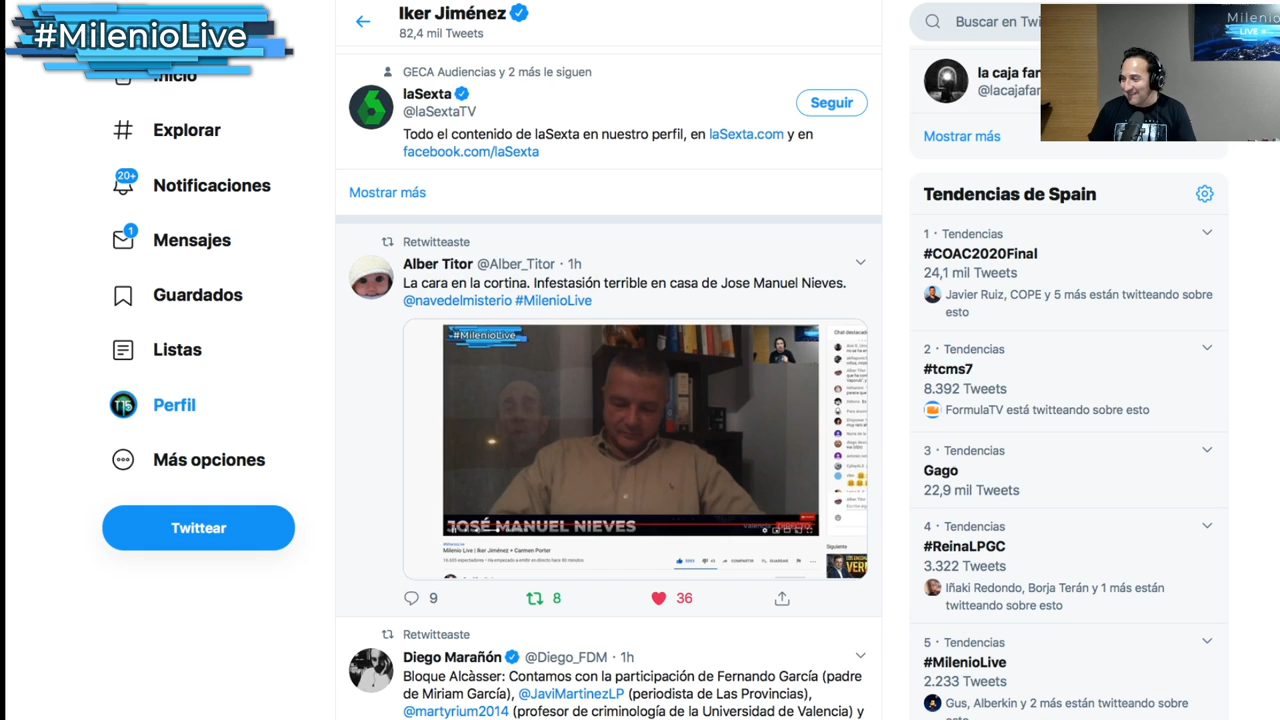 #MilenioLive
Inicio
Explorar
20+
Notificaciones
1
Mensajes
Guardados
Listas
Perfil
Más opciones
Twittear
Iker Jiménez
82,4 mil Tweets
GECA Audiencias y 2 más le siguen
laSexta
@laSextaTV
Seguir
Todo el contenido de laSexta en nuestro perfil, en laSexta.com y en
facebook.com/laSexta
Mostrar más
Retwitteaste
Alber Titor @Alber_Titor · 1h
La cara en la cortina. Infestasión terrible en casa de Jose Manuel Nieves.
@navedelmisterio #MilenioLive
#MilenioLive
JOSÉ MANUEL NIEVES
DIRECTO
Milenio Live | Iker Jiménez • Carmen Porter
Siguiente
9
8
36
Retwitteaste
Diego Marañón @Diego_FDM · 1h
Bloque Alcàsser: Contamos con la participación de Fernando García (padre
de Miriam García), @JaviMartinezLP (periodista de Las Provincias),
@martyrium2014 (profesor de criminología de la Universidad de Valencia) y
Buscar en Twi
Milenio
LIVE
la caja far
@lacajafar
Mostrar más
Tendencias de Spain
1 · Tendencias
#COAC2020Final
24,1 mil Tweets
Javier Ruiz, COPE y 5 más están twitteando sobre
esto
2 · Tendencias
#tcms7
8.392 Tweets
FormulaTV está twitteando sobre esto
3 · Tendencias
Gago
22,9 mil Tweets
4 · Tendencias
#ReinaLPGC
3.322 Tweets
Iñaki Redondo, Borja Terán y 1 más están
twitteando sobre esto
5 · Tendencias
#MilenioLive
2.233 Tweets
Gus, Alberkin y 2 más están twitteando sobre
esto